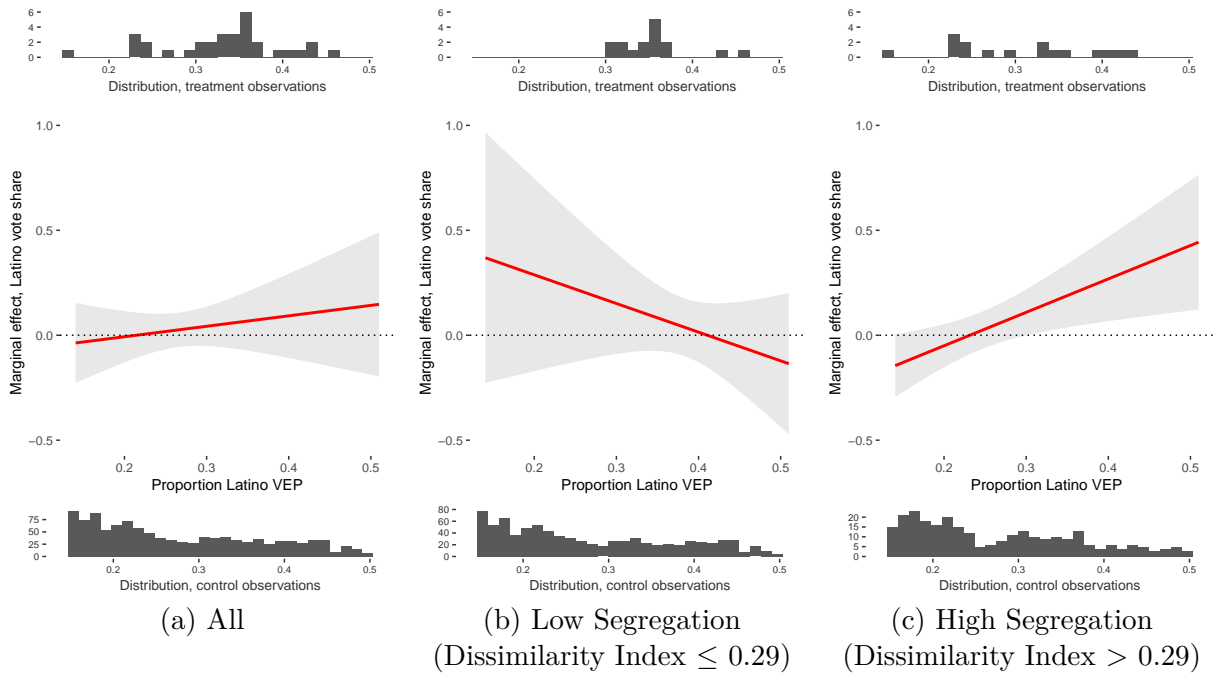 6
4
2
0
0.2 0.3 0.4 0.5
Distribution, treatment observations
1.0
0.5
0.0
−0.5
Marginal effect, Latino vote share
0.2 0.3 0.4 0.5
Proportion Latino VEP
75
50
25
0
0.2 0.3 0.4 0.5
Distribution, control observations
(a) All
6
4
2
0
0.2 0.3 0.4 0.5
Distribution, treatment observations
1.0
0.5
0.0
−0.5
Marginal effect, Latino vote share
0.2 0.3 0.4 0.5
Proportion Latino VEP
80
60
40
20
0
0.2 0.3 0.4 0.5
Distribution, control observations
(b) Low Segregation
(Dissimilarity Index ≤ 0.29)
6
4
2
0
0.2 0.3 0.4 0.5
Distribution, treatment observations
1.0
0.5
0.0
−0.5
Marginal effect, Latino vote share
0.2 0.3 0.4 0.5
Proportion Latino VEP
20
15
10
5
0
0.2 0.3 0.4 0.5
Distribution, control observations
(c) High Segregation
(Dissimilarity Index > 0.29)